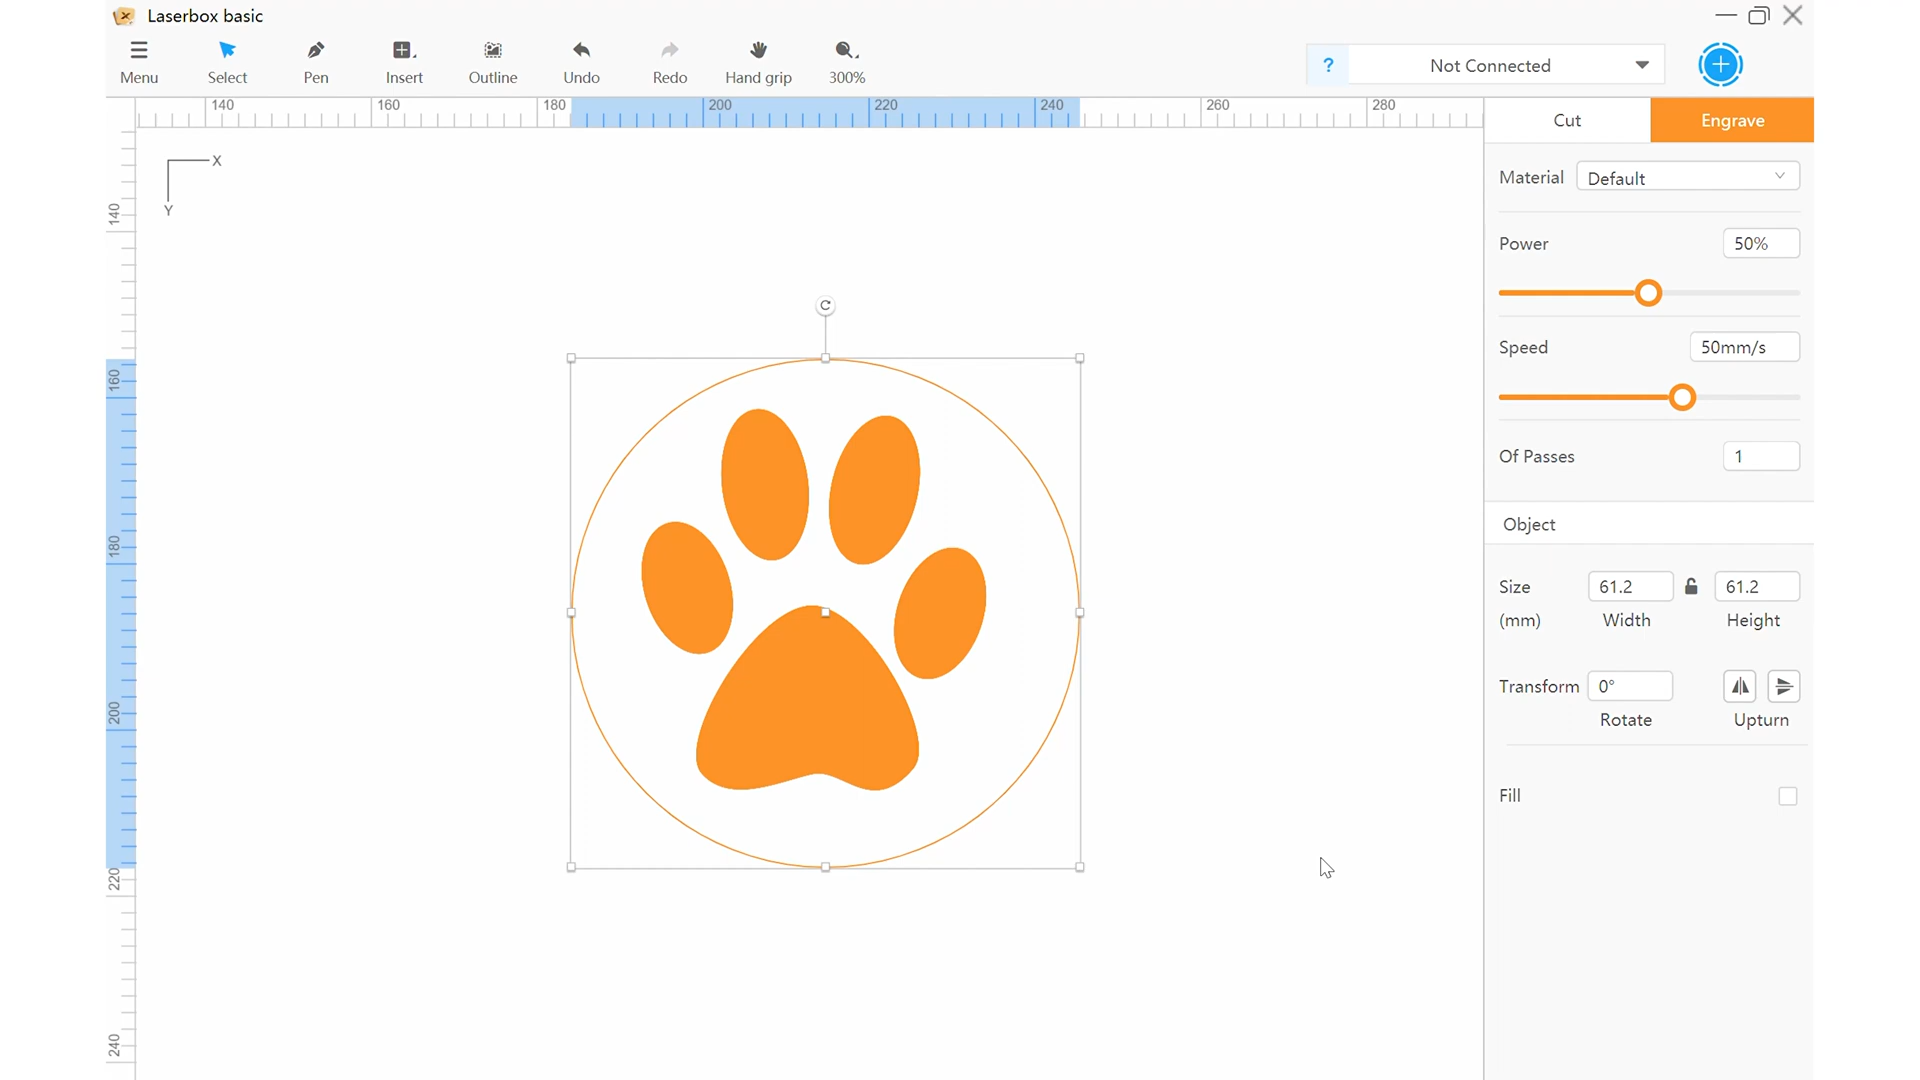 Laserbox basic
Menu
Select
Pen
Insert
Outline
Undo
Redo
Hand grip
300%
?
Not Connected
140 160 180 200 220 240 260 280
X
Y
140
160
180
200
220
240
Cut
Engrave
Material Default
Power 50%
Speed 50mm/s
Of Passes 1
Object
Size 61.2 61.2
(mm) Width Height
Transform 0°
Rotate Upturn
Fill